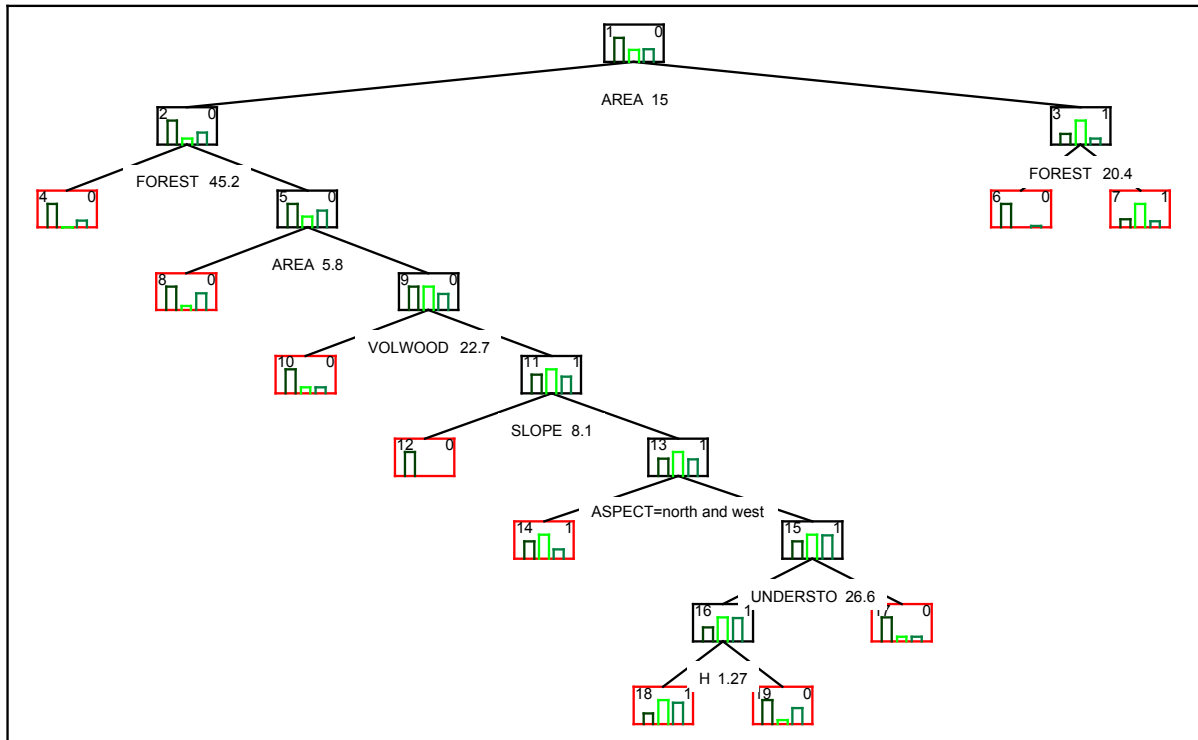 1 0
AREA 15
2 0
3 1
FOREST 45.2
FOREST 20.4
4 0
5 0
6 0
7 1
AREA 5.8
8 0
9 0
VOLWOOD 22.7
10 0
11 1
SLOPE 8.1
12 0
13 1
ASPECT=north and west
14 1
15 1
UNDERSTO 26.6
16 1
0
H 1.27
18 1
9 0